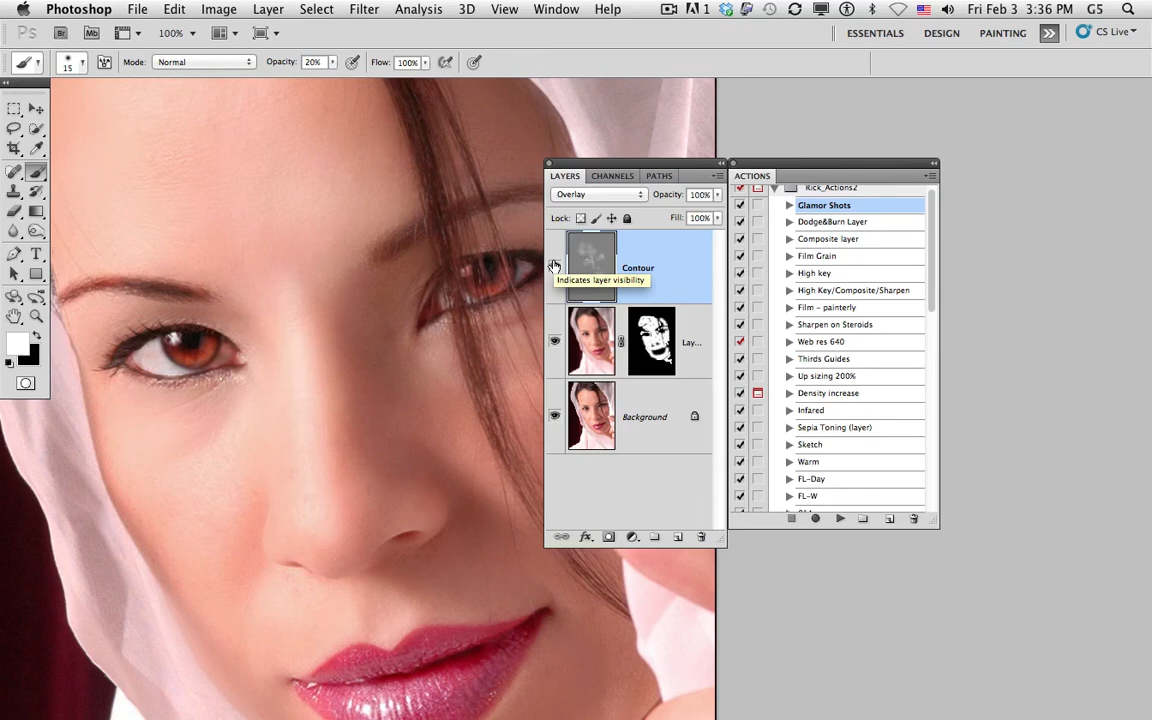 Photoshop File Edit Image Layer Select Filter Analysis 3D View Window Help 1 Fri Feb 3 3:36 PM G5
Ps Br Mb 100% ESSENTIALS DESIGN PAINTING CS Live
15 Mode: Normal Opacity: 20% Flow: 100%
LAYERS CHANNELS PATHS
Overlay Opacity: 100%
Lock: Fill: 100%
Contour
Indicates layer visibility
Lay...
Background
fx
ACTIONS
Rick_Actions2
Glamor Shots
Dodge&Burn Layer
Composite layer
Film Grain
High key
High Key/Composite/Sharpen
Film - painterly
Sharpen on Steroids
Web res 640
Thirds Guides
Up sizing 200%
Density increase
Infared
Sepia Toning (layer)
Sketch
Warm
FL-Day
FL-W